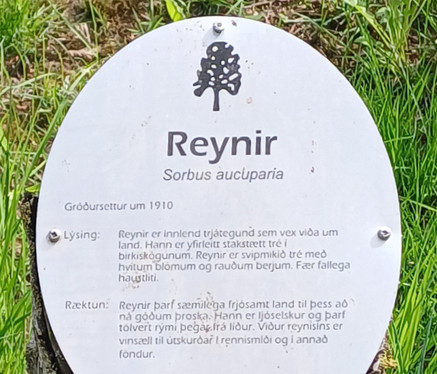 Reynir
Sorbus aucuparia
Gróðursettur um 1910
Lýsing: Reynir er innlend trjátegund sem vex víða um
land. Hann er yfirleitt stakstætt tré í
birkiskógunum. Reynir er svipmikið tré með
hvítum blómum og rauðum berjum. Fær fallega
haustliti.
Ræktun: Reynir þarf sæmilega frjósamt land til þess að
ná góðum þroska. Hann er ljóselskur og þarf
tölvert rými þegar frá líður. Viður reynisins er
vinsæll til útskurðar í rennismíði og í annað
föndur.